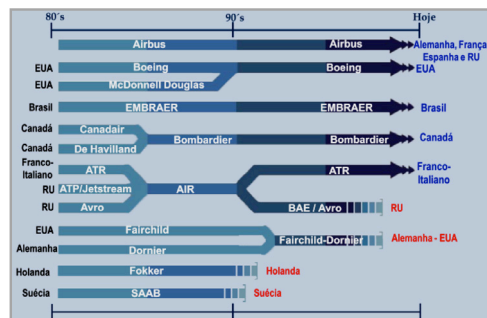 80´s 90´s Hoje
Airbus Airbus Alemanha, França,
Espanha e RU
EUA Boeing Boeing EUA
EUA McDonnell Douglas
Brasil EMBRAER EMBRAER Brasil
Canadá Canadair
Bombardier Bombardier Canadá
Canadá De Havilland
Franco-
Italiano ATR ATR Franco-
Italiano
RU ATP/Jetstream AIR
RU Avro BAE / Avro RU
EUA Fairchild
Fairchild-Dornier Alemanha - EUA
Alemanha Dornier
Holanda Fokker Holanda
Suécia SAAB Suécia